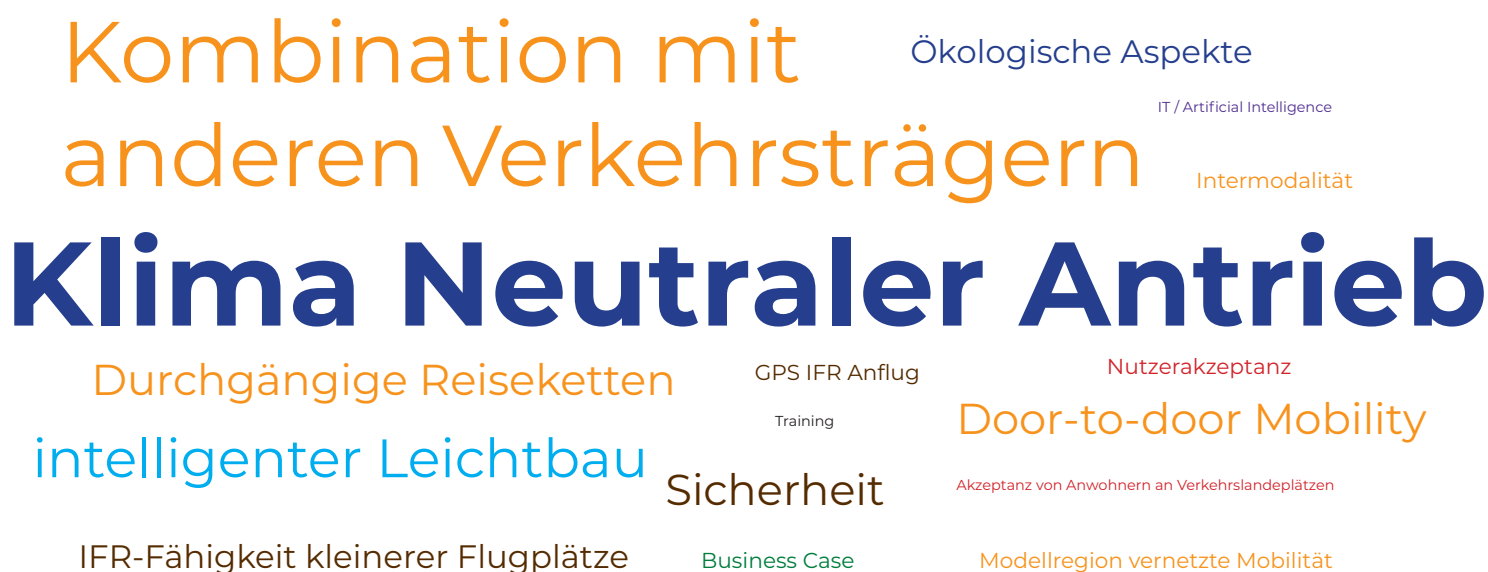 Kombination mit
anderen Verkehrsträgern
Ökologische Aspekte
IT / Artificial Intelligence
Intermodalität
Klima Neutraler Antrieb
Durchgängige Reiseketten
GPS IFR Anflug
Nutzerakzeptanz
Training
Door-to-door Mobility
intelligenter Leichtbau
Sicherheit
Akzeptanz von Anwohnern an Verkehrslandeplätzen
IFR-Fähigkeit kleinerer Flugplätze
Business Case
Modellregion vernetzte Mobilität